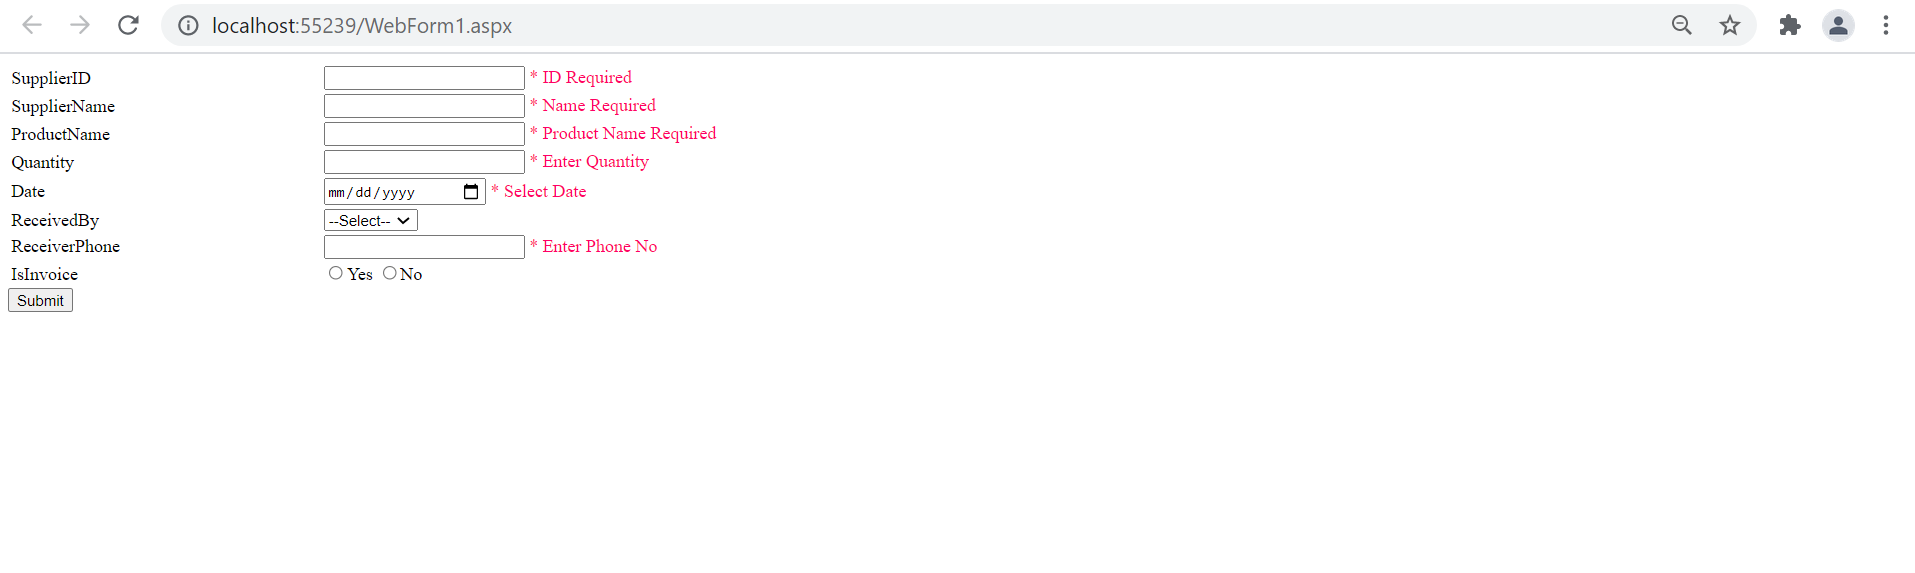 localhost:55239/WebForm1.aspx
SupplierID * ID Required
SupplierName * Name Required
ProductName * Product Name Required
Quantity * Enter Quantity
Date mm/dd/yyyy * Select Date
ReceivedBy --Select--
ReceiverPhone * Enter Phone No
IsInvoice Yes No
Submit